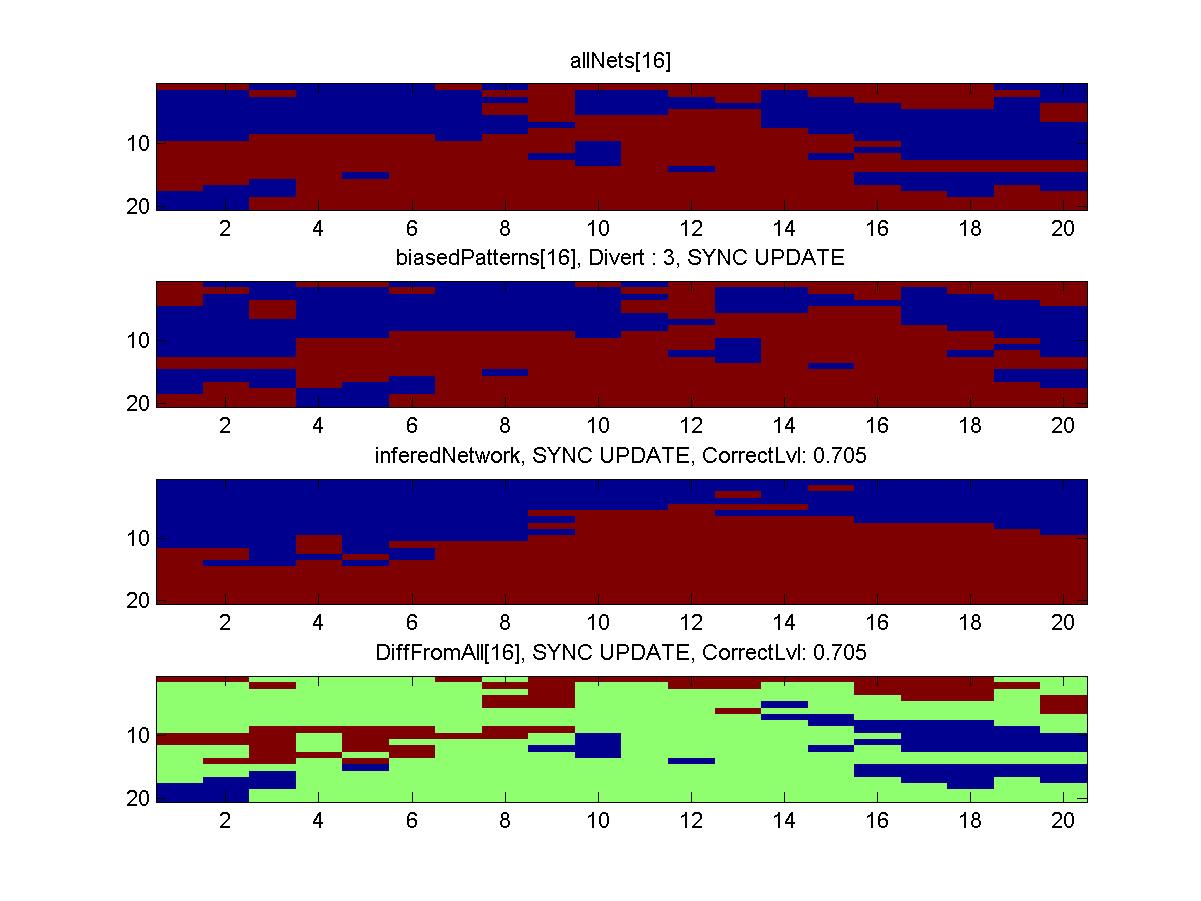 allNets[16]
10
20
2 4 6 8 10 12 14 16 18 20
biasedPatterns[16], Divert : 3, SYNC UPDATE
10
20
2 4 6 8 10 12 14 16 18 20
inferedNetwork, SYNC UPDATE, CorrectLvl: 0.705
10
20
2 4 6 8 10 12 14 16 18 20
DiffFromAll[16], SYNC UPDATE, CorrectLvl: 0.705
10
20
2 4 6 8 10 12 14 16 18 20